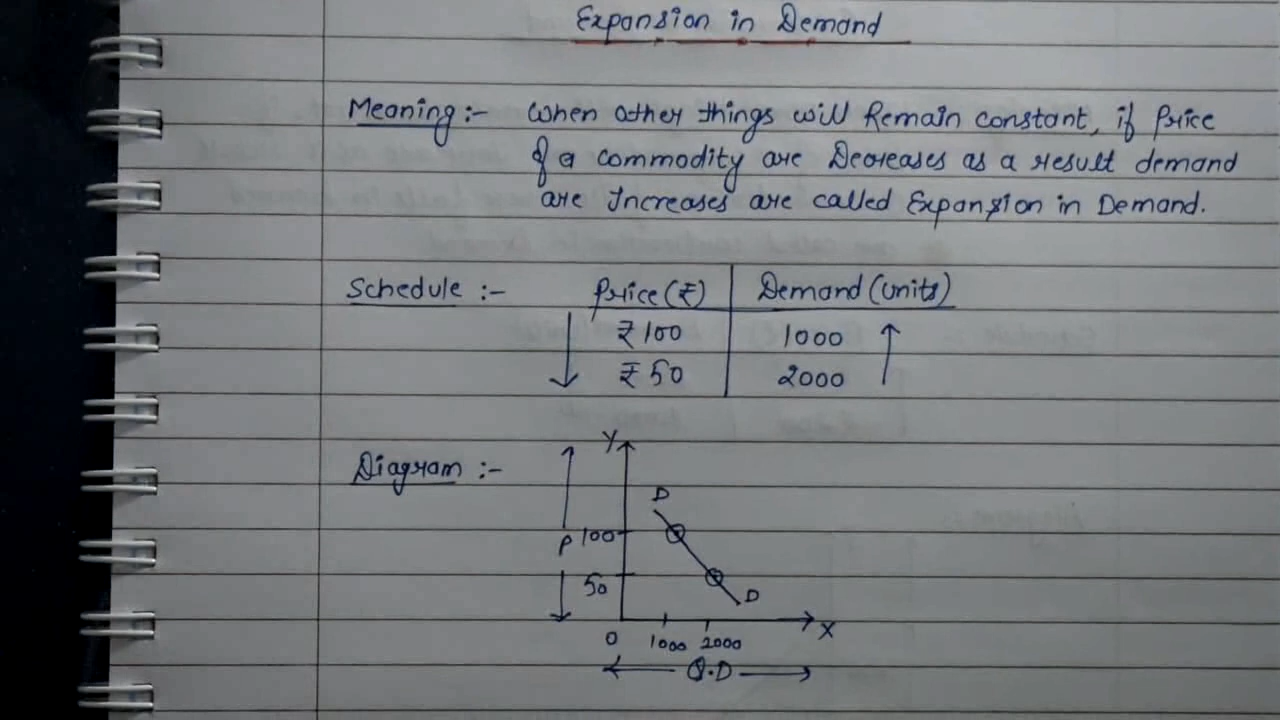 Expansion in Demand
Meaning:- When other things will Remain constant, if Price
of a commodity are Decreases as a result demand
are Increases are called Expansion in Demand.
Schedule :- Price (₹) Demand (units)
₹ 100 1000
₹ 50 2000
Diagram :-
Y
D
P 100
50
D
0 1000 2000 X
Q.D